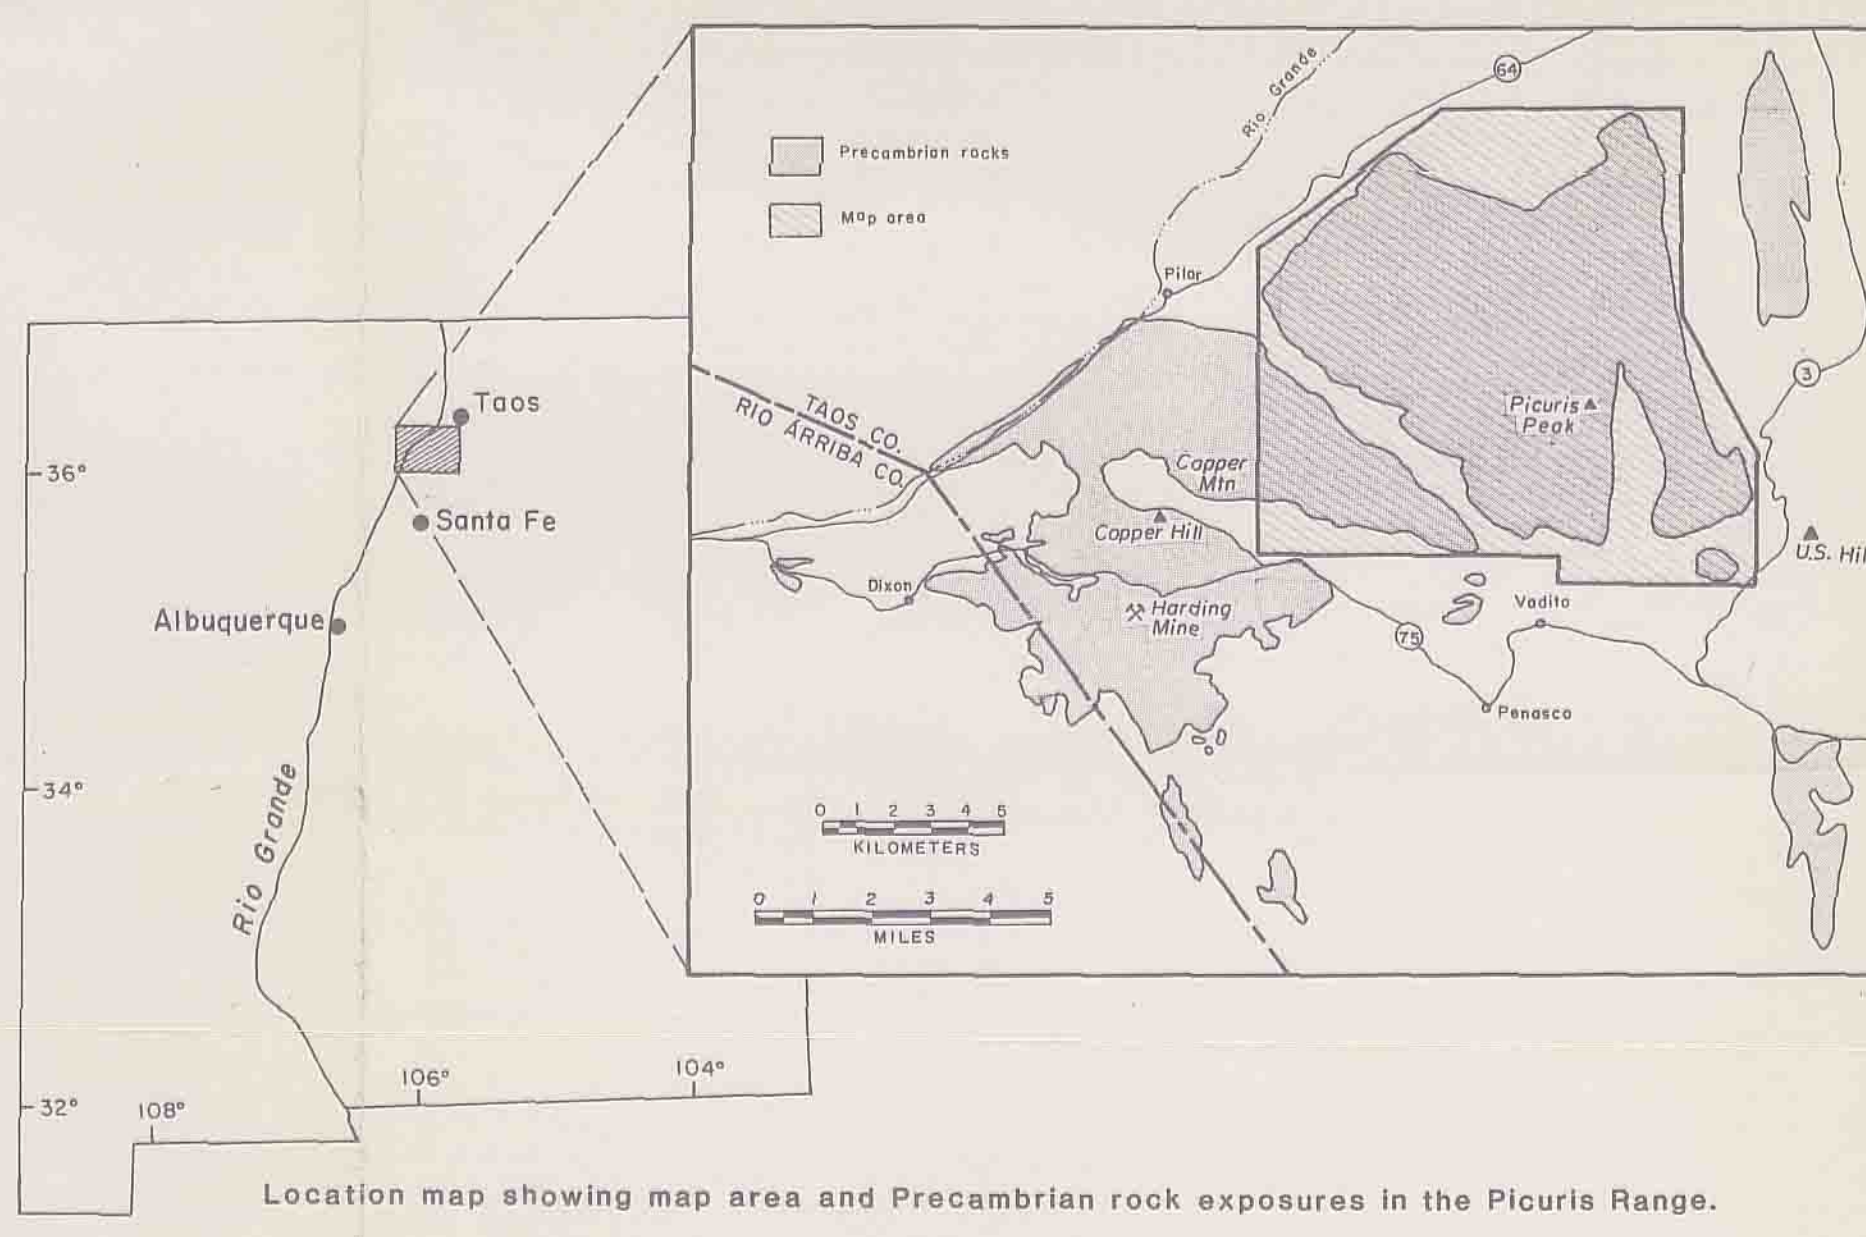 Rio Grande
64
Precambrian rocks
Map area
Pilar
3
Taos
TAOS CO.
RIO ARRIBA CO.
Picuris
Peak
36°
Copper
Mtn
Santa Fe
Copper Hill
U.S. Hil
Dixon
Harding
Mine
Vadito
Albuquerque
75
Penasco
Rio Grande
34°
0 1 2 3 4 5
KILOMETERS
0 1 2 3 4 5
MILES
106°
104°
32°
108°
Location map showing map area and Precambrian rock exposures in the Picuris Range.